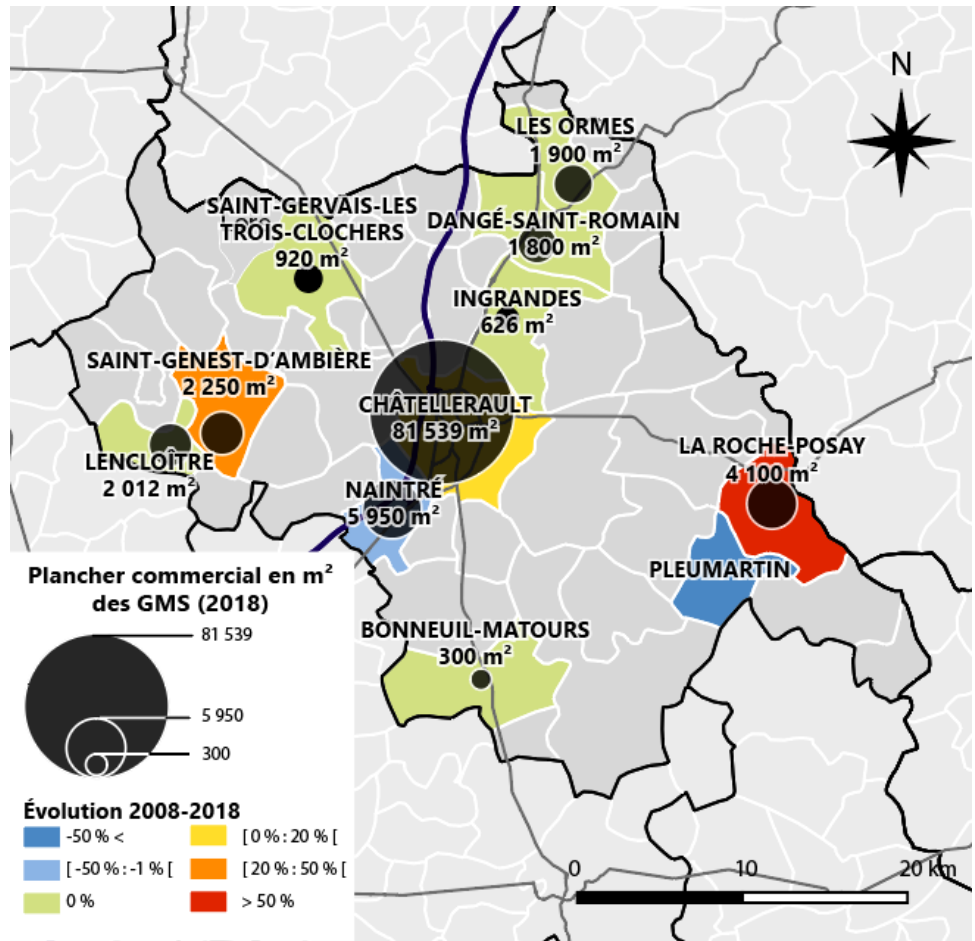 N
LES ORMES
1 900 m²
SAINT-GERVAIS-LES
TROIS-CLOCHERS
920 m²
DANGÉ-SAINT-ROMAIN
1 800 m²
INGRANDES
626 m²
SAINT-GENEST-D'AMBIÈRE
2 250 m²
CHÂTELLERAULT
81 539 m²
LENCLOÎTRE
2 012 m²
LA ROCHE-POSAY
4 100 m²
NAINTRÉ
5 950 m²
PLEUMARTIN
BONNEUIL-MATOURS
300 m²
Plancher commercial en m²
des GMS (2018)
81 539
5 950
300
Évolution 2008-2018
-50 % <
[ -50 % : -1 % [
0 %
[ 0 % : 20 % [
[ 20 % : 50 % [
> 50 %
0 10 20 km